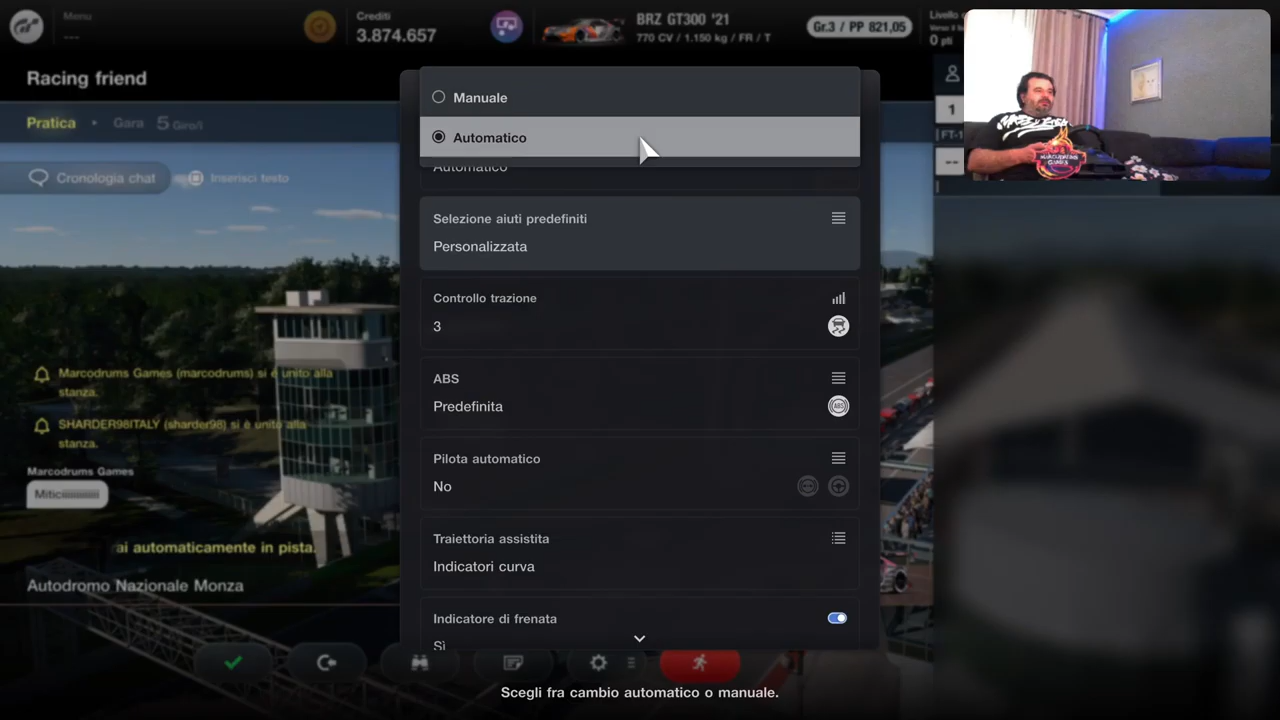 Menu
---
Crediti
3.874.657
BRZ GT300 '21
770 CV / 1.150 kg / FR / T
Gr.3 / PP 821,05
Livello
0 pti
Racing friend
Manuale
Automatico
Automatico
1
Pratica
Gara
5 Giro/i
Cronologia chat
Inserisci testo
Selezione aiuti predefiniti
Personalizzata
Controllo trazione
3
ABS
Predefinita
ABS
Pilota automatico
No
Traiettoria assistita
Indicatori curva
Indicatore di frenata
Sì
Marcodrums Games (marcodrums) si è unito alla
stanza.
SHARDER98ITALY (sharder98) si è unito alla
stanza.
Marcodrums Games
ai automaticamente in pista.
Autodromo Nazionale Monza
Scegli fra cambio automatico o manuale.
MARCODRUMS
GAMES